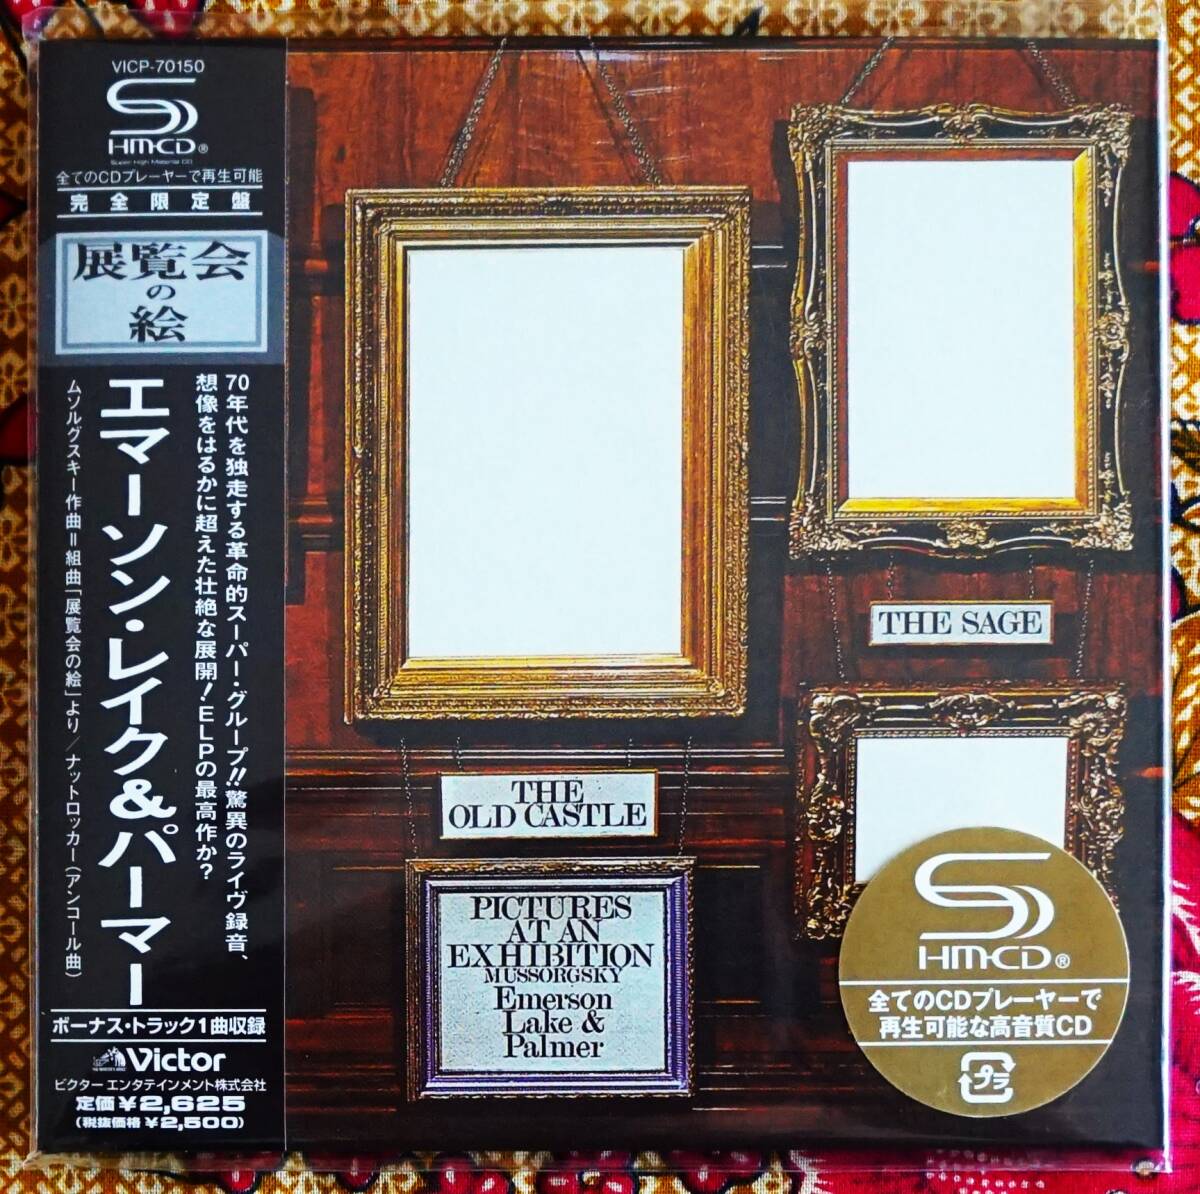 VICP-70150
SHM-CD®
Super High Material CD
全てのCDプレーヤーで再生可能
完全限定盤
展覧会
の
絵
70年代を独走する革命的スーパー・グループ!!驚異のライヴ録音、
想像をはるかに超えた壮絶な展開!ELPの最高作か?
エマーソン・レイク&パーマー
ムソルグスキー作曲=組曲「展覧会の絵」より/ナットロッカー(アンコール曲)
ボーナス・トラック1曲収録
Victor
ビクターエンタテインメント株式会社
定価¥2,625
(税抜価格¥2,500)
THE SAGE
THE
OLD CASTLE
PICTURES
AT AN
EXHIBITION
MUSSORGSKY
Emerson
Lake &
Palmer
SHM-CD®
全てのCDプレーヤーで
再生可能な高音質CD
プラ